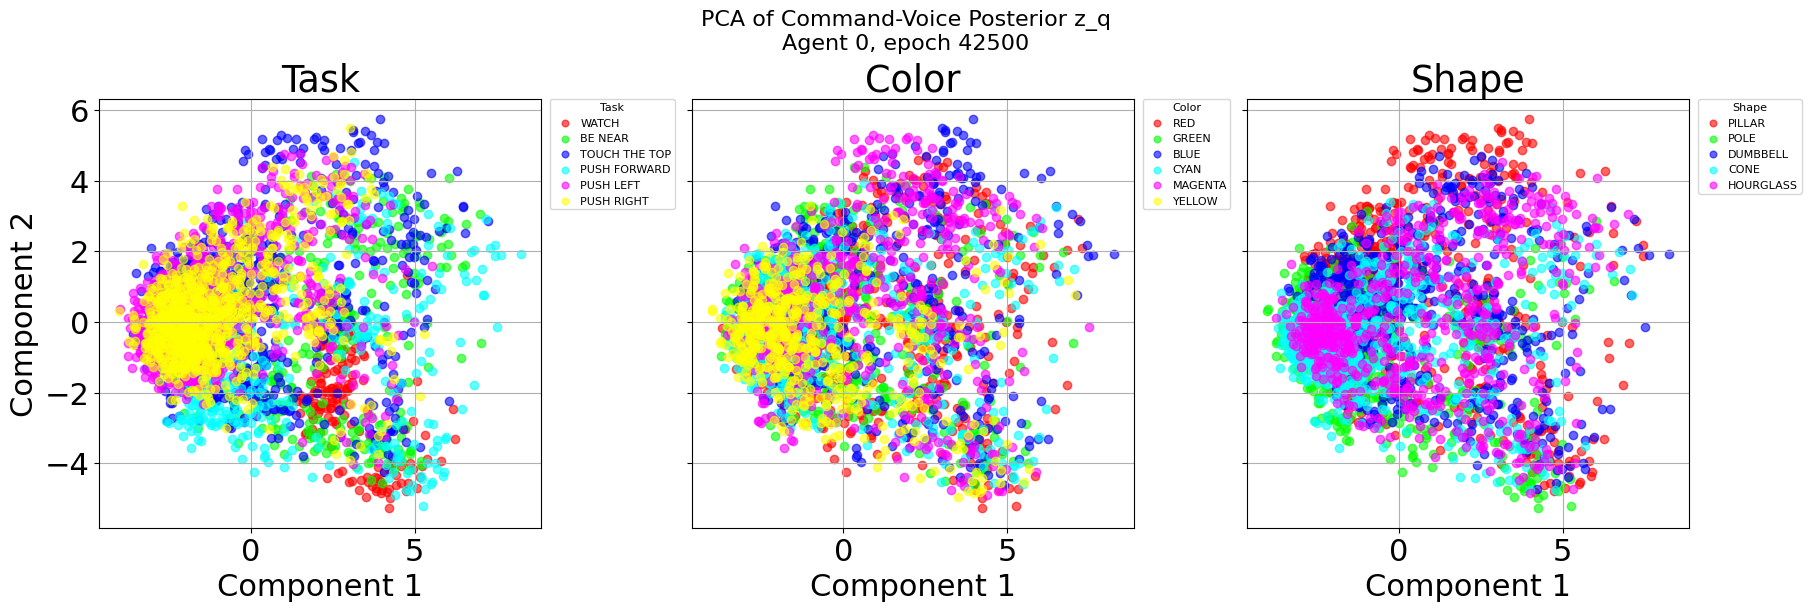 PCA of Command-Voice Posterior z_q
Agent 0, epoch 42500
Task
Color
Shape
Component 2
6
4
2
0
−2
−4
0 5
Component 1
0 5
Component 1
0 5
Component 1
Task
WATCH
BE NEAR
TOUCH THE TOP
PUSH FORWARD
PUSH LEFT
PUSH RIGHT
Color
RED
GREEN
BLUE
CYAN
MAGENTA
YELLOW
Shape
PILLAR
POLE
DUMBBELL
CONE
HOURGLASS